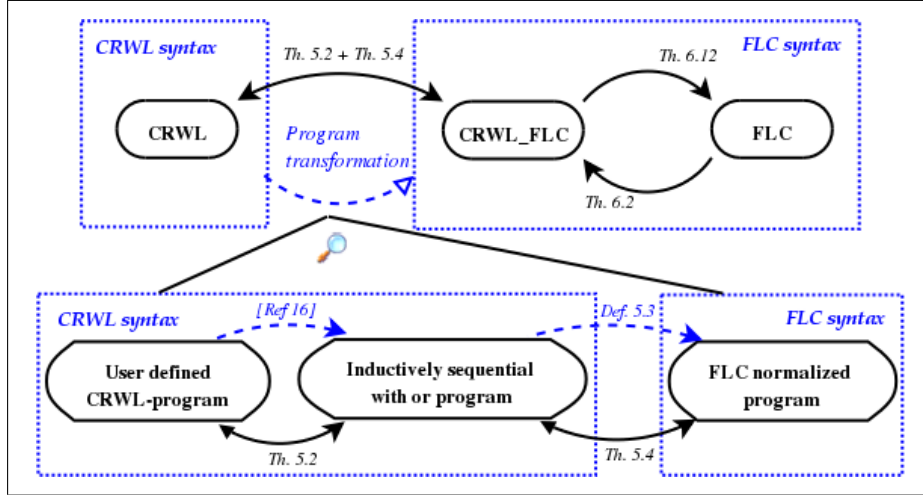 CRWL syntax
FLC syntax
Th. 5.2 + Th. 5.4
Th. 6.12
CRWL
CRWL_FLC
FLC
Program
transformation
Th. 6.2
CRWL syntax
[Ref 16]
Def. 5.3
FLC syntax
User defined
CRWL-program
Inductively sequential
with or program
FLC normalized
program
Th. 5.2
Th. 5.4